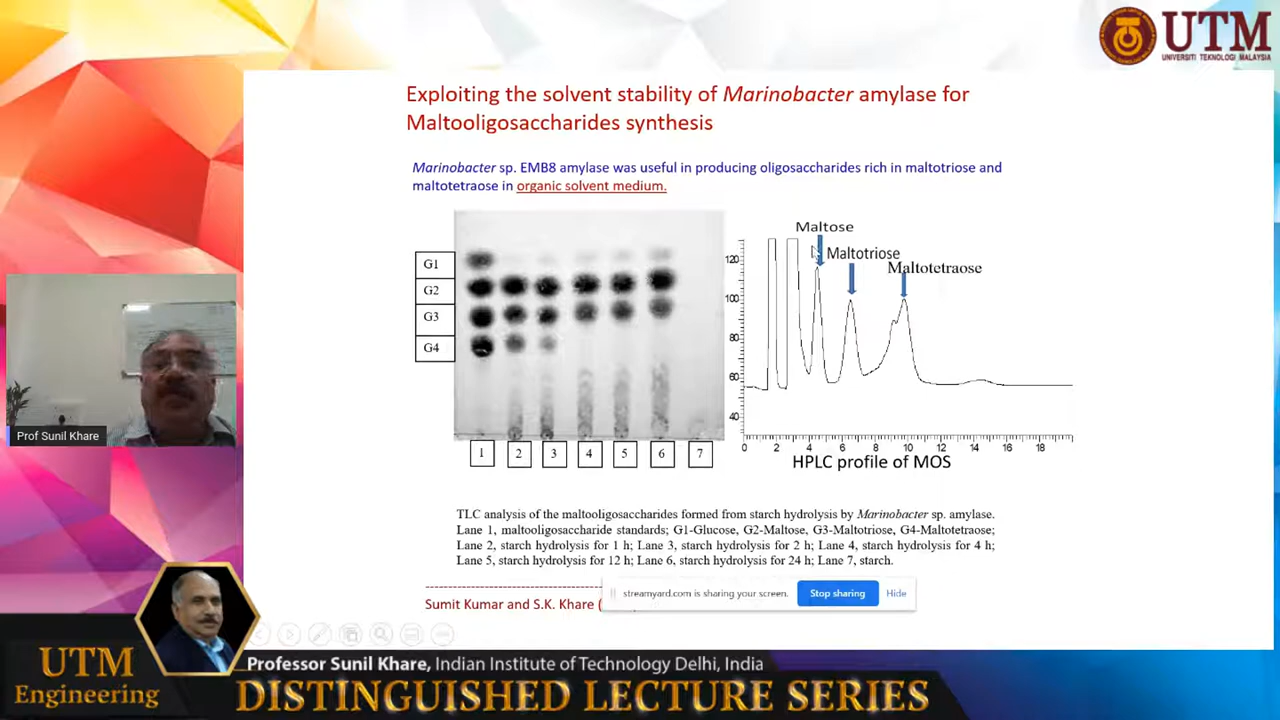 UTM
UNIVERSITI TEKNOLOGI MALAYSIA
Exploiting the solvent stability of Marinobacter amylase for
Maltooligosaccharides synthesis
Marinobacter sp. EMB8 amylase was useful in producing oligosaccharides rich in maltotriose and
maltotetraose in organic solvent medium.
G1
G2
G3
G4
1 2 3 4 5 6 7
Maltose
Maltotriose
Maltotetraose
120
100
80
60
40
0 2 4 6 8 10 12 14 16 18
HPLC profile of MOS
Prof Sunil Khare
TLC analysis of the maltooligosaccharides formed from starch hydrolysis by Marinobacter sp. amylase.
Lane 1, maltooligosaccharide standards; G1-Glucose, G2-Maltose, G3-Maltotriose, G4-Maltotetraose;
Lane 2, starch hydrolysis for 1 h; Lane 3, starch hydrolysis for 2 h; Lane 4, starch hydrolysis for 4 h;
Lane 5, starch hydrolysis for 12 h; Lane 6, starch hydrolysis for 24 h; Lane 7, starch.
streamyard.com is sharing your screen. Stop sharing Hide
Sumit Kumar and S.K. Khare (
UTM
Engineering
Professor Sunil Khare, Indian Institute of Technology Delhi, India
DISTINGUISHED LECTURE SERIES